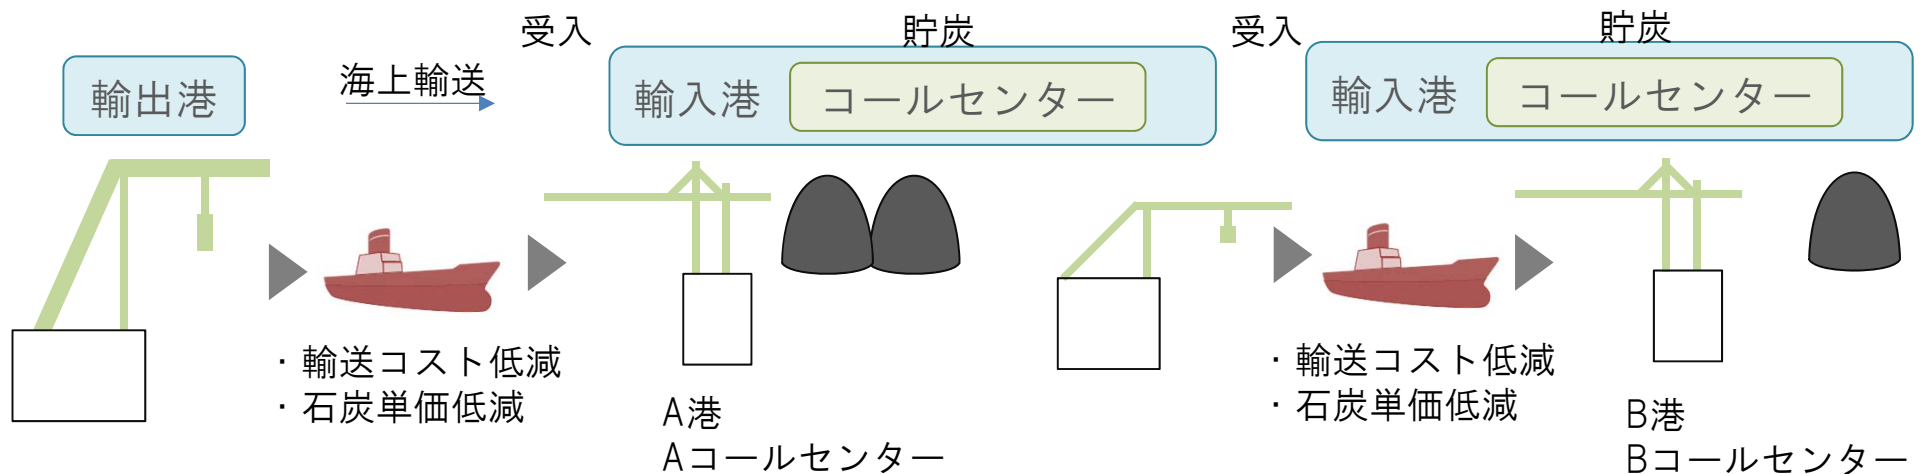 輸出港
海上輸送
受入
貯炭
輸入港
コールセンター
受入
貯炭
輸入港
コールセンター
・輸送コスト低減
・石炭単価低減
A港
Aコールセンター
・輸送コスト低減
・石炭単価低減
B港
Bコールセンター